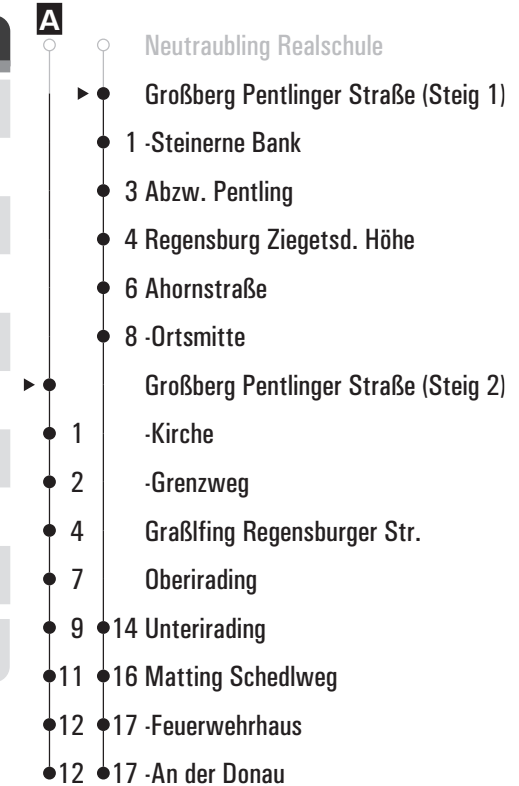 A
Neutraubling Realschule
Großberg Pentlinger Straße (Steig 1)
1 -Steinerne Bank
3 Abzw. Pentling
4 Regensburg Ziegetsd. Höhe
6 Ahornstraße
8 -Ortsmitte
Großberg Pentlinger Straße (Steig 2)
1 -Kirche
2 -Grenzweg
4 Graßlfing Regensburger Str.
7 Oberirading
9 14 Unterirading
11 16 Matting Schedlweg
12 17 -Feuerwehrhaus
12 17 -An der Donau